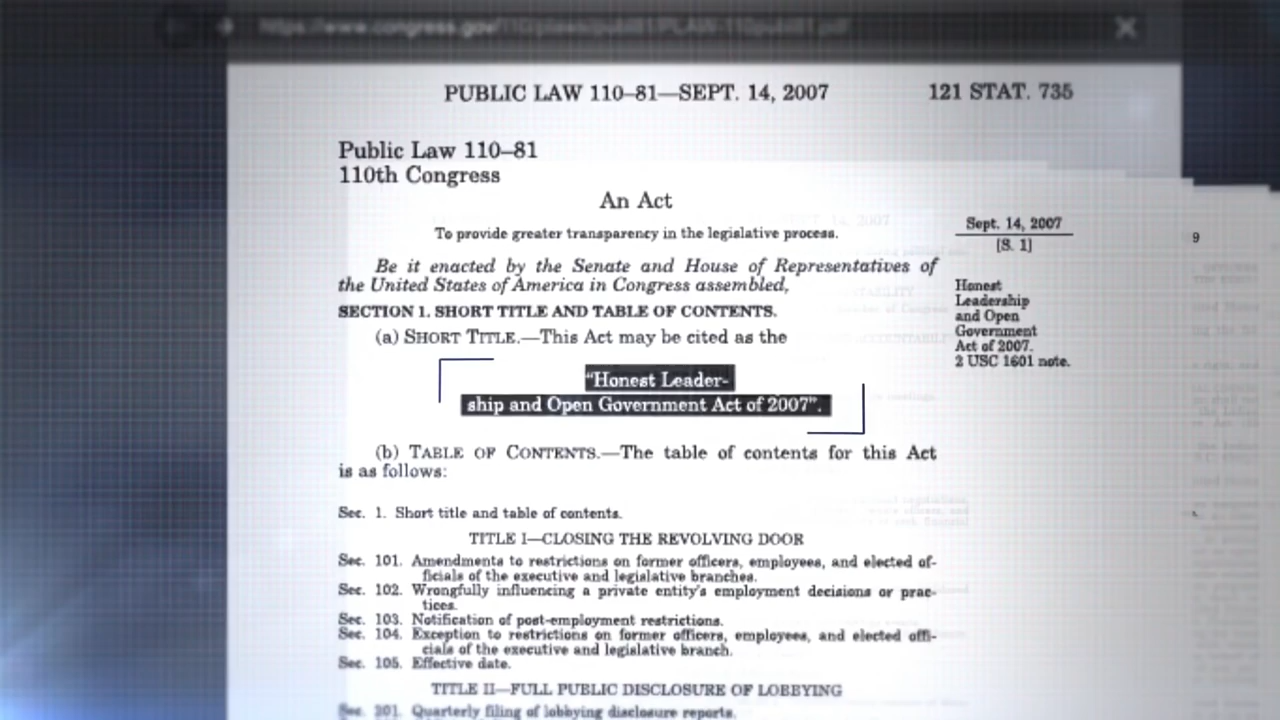 PUBLIC LAW 110–81—SEPT. 14, 2007
121 STAT. 735
Public Law 110–81
110th Congress
An Act
To provide greater transparency in the legislative process.
Sept. 14, 2007
[S. 1]
Be it enacted by the Senate and House of Representatives of
the United States of America in Congress assembled,
SECTION 1. SHORT TITLE AND TABLE OF CONTENTS.
(a) SHORT TITLE.—This Act may be cited as the
"Honest Leader-
ship and Open Government Act of 2007".
Honest
Leadership
and Open
Government
Act of 2007.
2 USC 1601 note.
(b) TABLE OF CONTENTS.—The table of contents for this Act
is as follows:
Sec. 1. Short title and table of contents.
TITLE I—CLOSING THE REVOLVING DOOR
Sec. 101. Amendments to restrictions on former officers, employees, and elected of-
ficials of the executive and legislative branches.
Sec. 102. Wrongfully influencing a private entity's employment decisions or prac-
tices.
Sec. 103. Notification of post-employment restrictions.
Sec. 104. Exception to restrictions on former officers, employees, and elected offi-
cials of the executive and legislative branch.
Sec. 105. Effective date.
TITLE II—FULL PUBLIC DISCLOSURE OF LOBBYING
Sec. 201. Quarterly filing of lobbying disclosure reports.
9